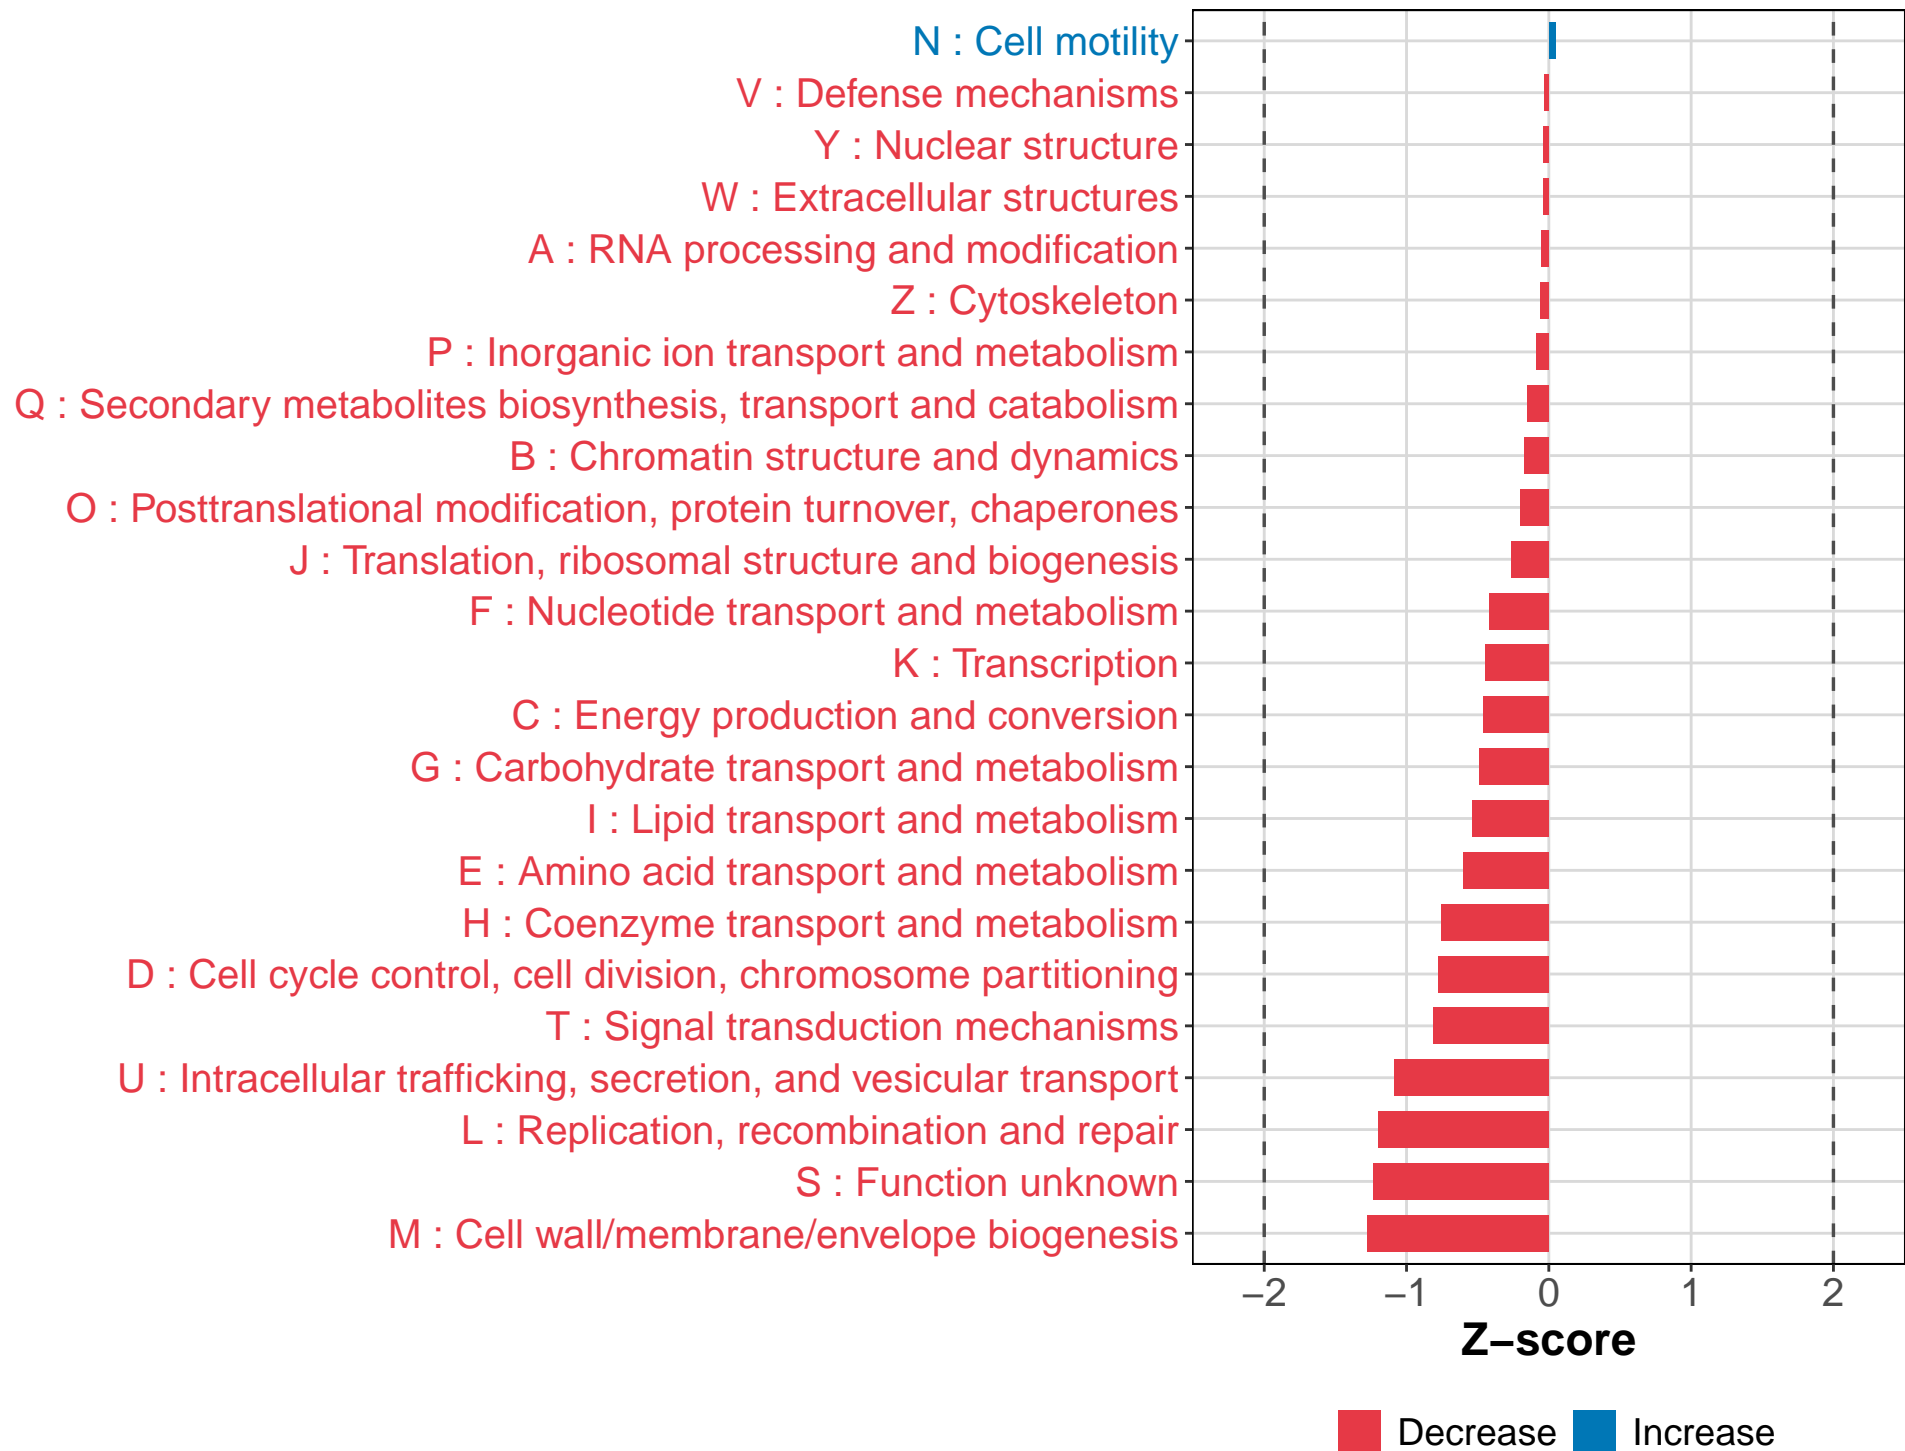 N : Cell motility
V : Defense mechanisms
Y : Nuclear structure
W : Extracellular structures
A : RNA processing and modification
Z : Cytoskeleton
P : Inorganic ion transport and metabolism
Q : Secondary metabolites biosynthesis, transport and catabolism
B : Chromatin structure and dynamics
O : Posttranslational modification, protein turnover, chaperones
J : Translation, ribosomal structure and biogenesis
F : Nucleotide transport and metabolism
K : Transcription
C : Energy production and conversion
G : Carbohydrate transport and metabolism
I : Lipid transport and metabolism
E : Amino acid transport and metabolism
H : Coenzyme transport and metabolism
D : Cell cycle control, cell division, chromosome partitioning
T : Signal transduction mechanisms
U : Intracellular trafficking, secretion, and vesicular transport
L : Replication, recombination and repair
S : Function unknown
M : Cell wall/membrane/envelope biogenesis
−2 −1 0 1 2
Z−score
Decrease Increase